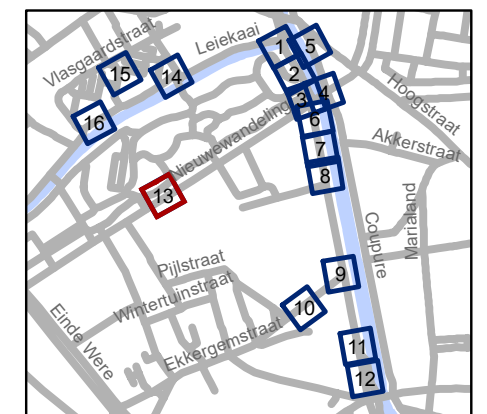 Vlasgaardstraat
Leiekaai
1
5
2
15
14
3
4
Hoogstraat
16
6
Nieuwewandeling
7
Akkerstraat
8
13
Marialand
Coupure
Pijlstraat
9
Wintertuinstraat
10
Einde Were
Ekkergemstraat
11
12